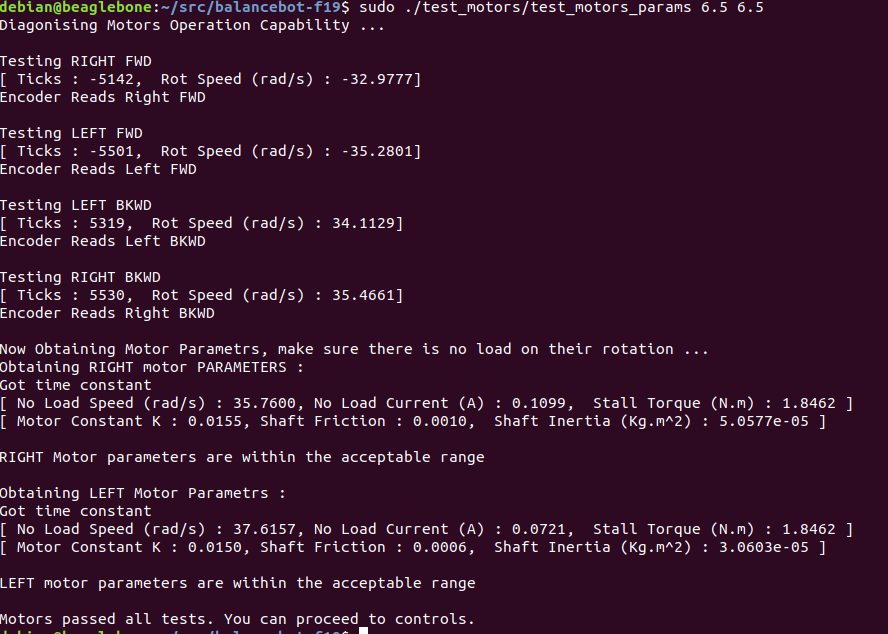 debian@beaglebone:~/src/balancebot-f19$ sudo ./test_motors/test_motors_params 6.5 6.5
Diagonising Motors Operation Capability ...
Testing RIGHT FWD
[ Ticks : -5142,  Rot Speed (rad/s) : -32.9777]
Encoder Reads Right FWD
Testing LEFT FWD
[ Ticks : -5501,  Rot Speed (rad/s) : -35.2801]
Encoder Reads Left FWD
Testing LEFT BKWD
[ Ticks : 5319,  Rot Speed (rad/s) : 34.1129]
Encoder Reads Left BKWD
Testing RIGHT BKWD
[ Ticks : 5530,  Rot Speed (rad/s) : 35.4661]
Encoder Reads Right BKWD
Now Obtaining Motor Parametrs, make sure there is no load on their rotation ...
Obtaining RIGHT motor PARAMETERS :
Got time constant
[ No Load Speed (rad/s) : 35.7600, No Load Current (A) : 0.1099,  Stall Torque (N.m) : 1.8462 ]
[ Motor Constant K : 0.0155, Shaft Friction : 0.0010,  Shaft Inertia (Kg.m^2) : 5.0577e-05 ]
RIGHT Motor parameters are within the acceptable range
Obtaining LEFT Motor Parametrs :
Got time constant
[ No Load Speed (rad/s) : 37.6157, No Load Current (A) : 0.0721,  Stall Torque (N.m) : 1.8462 ]
[ Motor Constant K : 0.0150, Shaft Friction : 0.0006,  Shaft Inertia (Kg.m^2) : 3.0603e-05 ]
LEFT motor parameters are within the acceptable range
Motors passed all tests. You can proceed to controls.
debian@beaglebone:~/src/balancebot-f19$